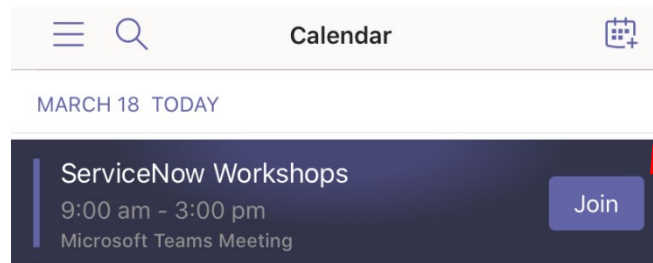 Calendar
MARCH 18 TODAY
ServiceNow Workshops
9:00 am - 3:00 pm
Join
Microsoft Teams Meeting